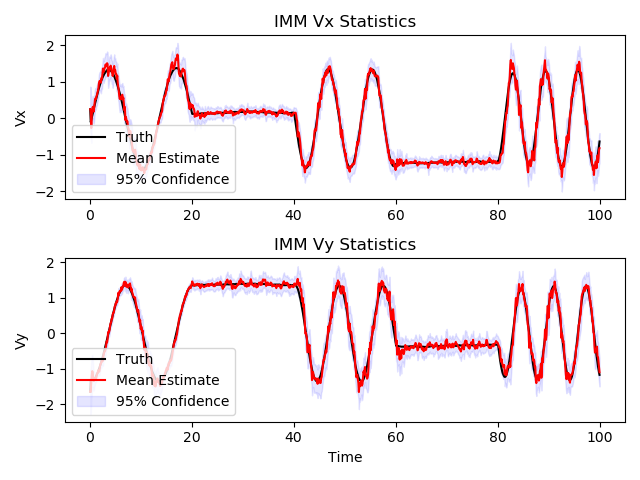 IMM Vx Statistics
2
1
0
−1
−2
Vx
Truth
Mean Estimate
95% Confidence
0 20 40 60 80 100
IMM Vy Statistics
2
1
0
−1
−2
Vy
Truth
Mean Estimate
95% Confidence
0 20 40 60 80 100
Time